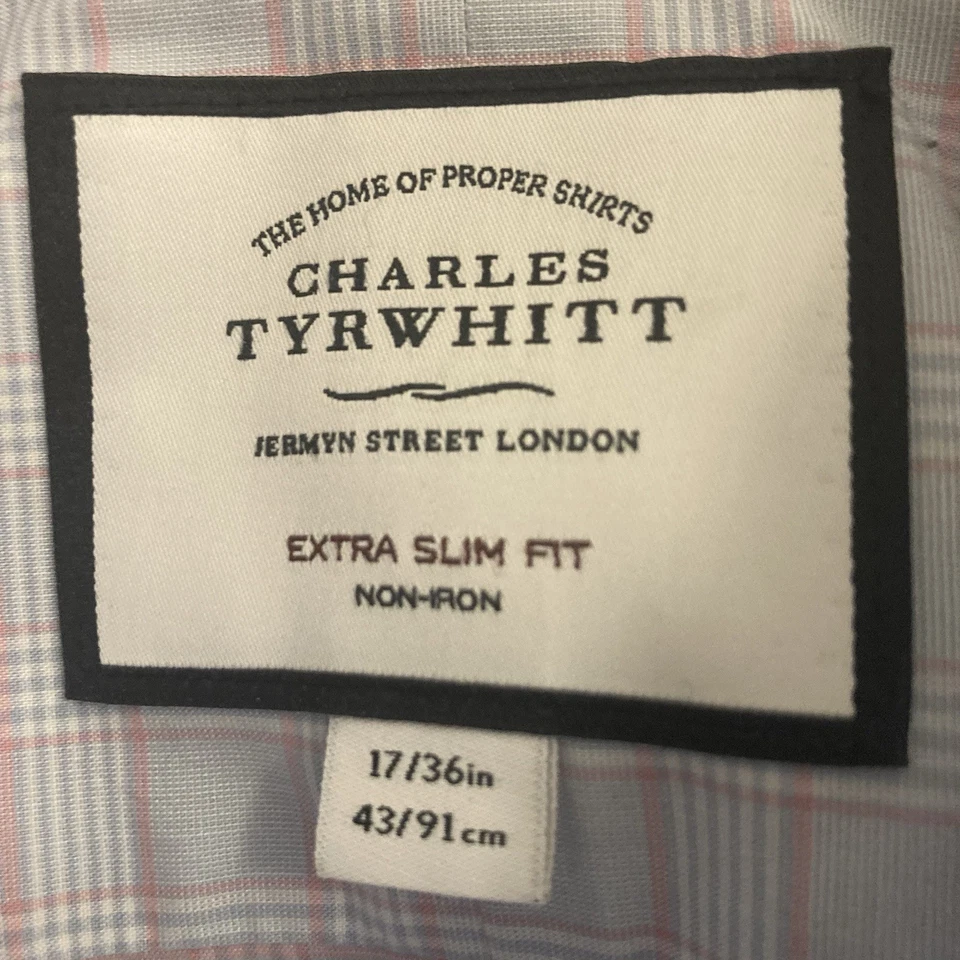 THE HOME OF PROPER SHIRTS
CHARLES
TYRWHITT
JERMYN STREET LONDON
EXTRA SLIM FIT
NON-IRON
17/36in
43/91cm